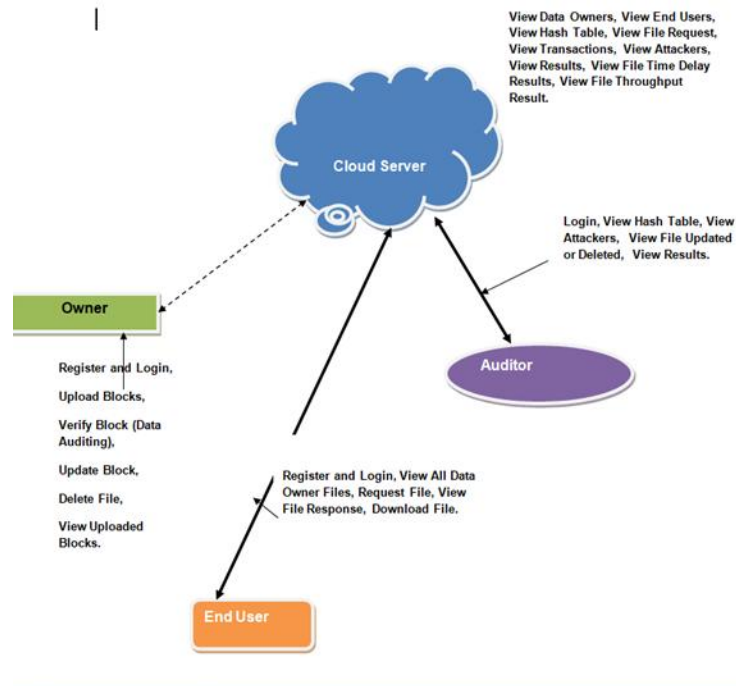 View Data Owners, View End Users,
View Hash Table, View File Request,
View Transactions, View Attackers,
View Results, View File Time Delay
Results, View File Throughput
Result.
Cloud Server
Login, View Hash Table, View
Attackers, View File Updated
or Deleted, View Results.
Owner
Register and Login,
Upload Blocks,
Verify Block (Data
Auditing),
Update Block,
Delete File,
View Uploaded
Blocks.
Auditor
Register and Login, View All Data
Owner Files, Request File, View
File Response, Download File.
End User